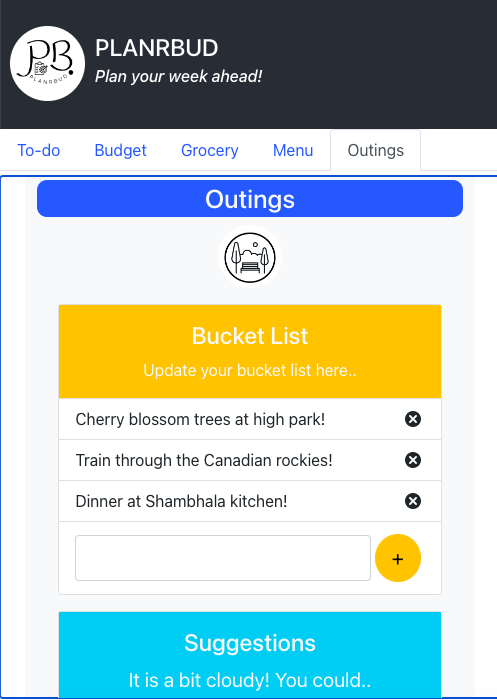 PB
PLANRBUD
PLANRBUD
Plan your week ahead!
To-do Budget Grocery Menu Outings
Outings
Bucket List
Update your bucket list here..
Cherry blossom trees at high park!
Train through the Canadian rockies!
Dinner at Shambhala kitchen!
+
Suggestions
It is a bit cloudy! You could..